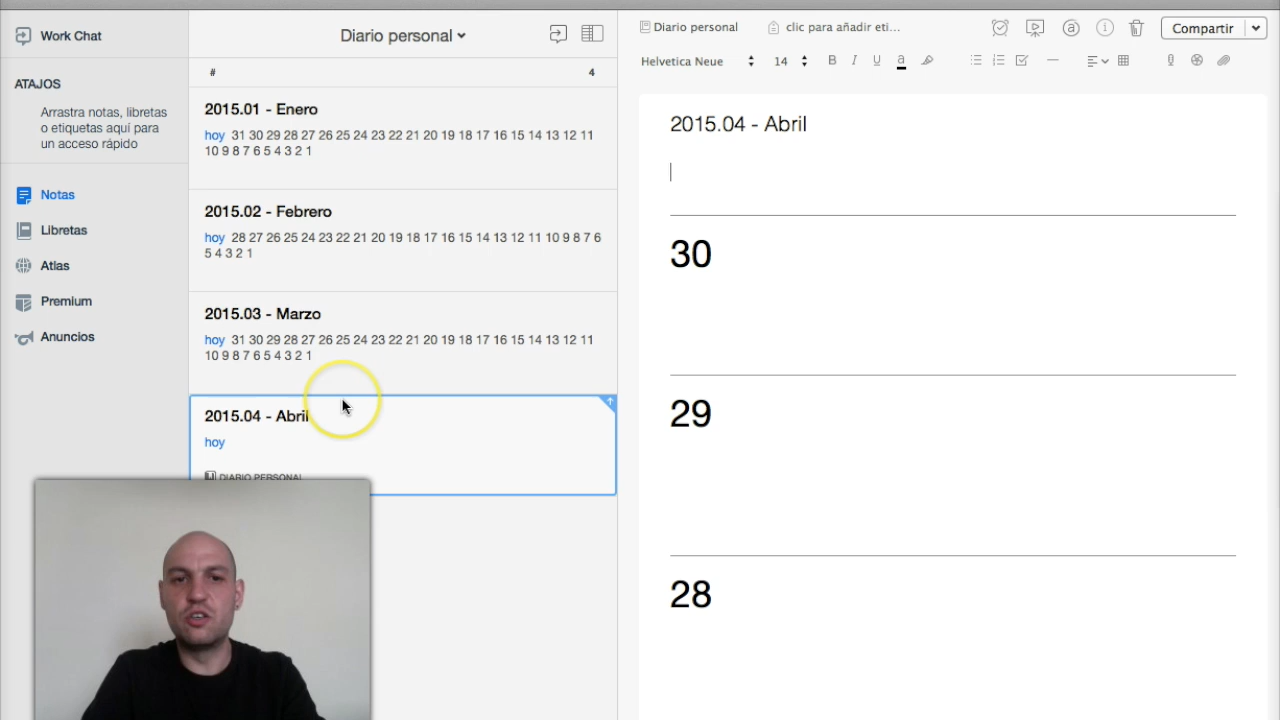 Work Chat
ATAJOS
Arrastra notas, libretas
o etiquetas aquí para
un acceso rápido
Notas
Libretas
Atlas
Premium
Anuncios
Diario personal
# 4
2015.01 - Enero
hoy 31 30 29 28 27 26 25 24 23 22 21 20 19 18 17 16 15 14 13 12 11
10 9 8 7 6 5 4 3 2 1
2015.02 - Febrero
hoy 28 27 26 25 24 23 22 21 20 19 18 17 16 15 14 13 12 11 10 9 8 7 6
5 4 3 2 1
2015.03 - Marzo
hoy 31 30 29 28 27 26 25 24 23 22 21 20 19 18 17 16 15 14 13 12 11
10 9 8 7 6 5 4 3 2 1
2015.04 - Abril
hoy
DIARIO PERSONAL
Diario personal clic para añadir eti... Compartir
Helvetica Neue 14 B I U a
2015.04 - Abril
30
29
28